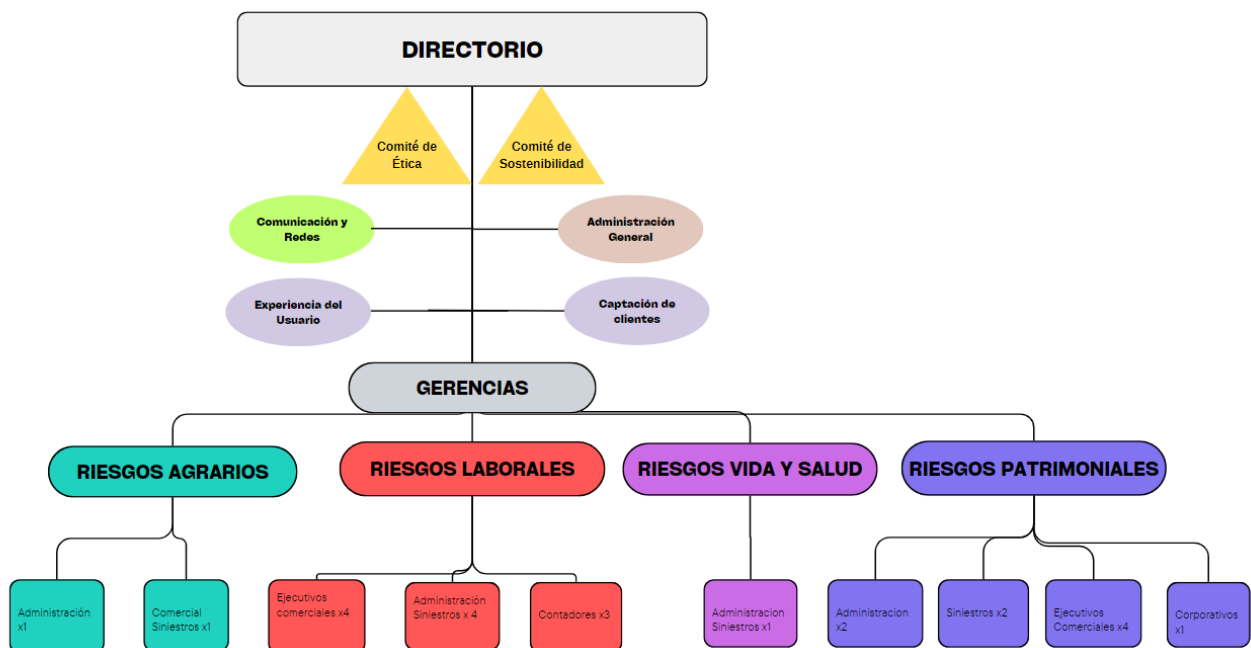 DIRECTORIO
Comité de
Ética
Comité de
Sostenibilidad
Comunicación y
Redes
Administración
General
Experiencia del
Usuario
Captación de
clientes
GERENCIAS
RIESGOS AGRARIOS
RIESGOS LABORALES
RIESGOS VIDA Y SALUD
RIESGOS PATRIMONIALES
Administración
x1
Comercial
Siniestros x1
Ejecutivos
comerciales x4
Administración
Siniestros x 4
Contadores x3
Administracion
Siniestros x1
Administracion
x2
Siniestros x2
Ejecutivos
Comerciales x4
Corporativos
x1